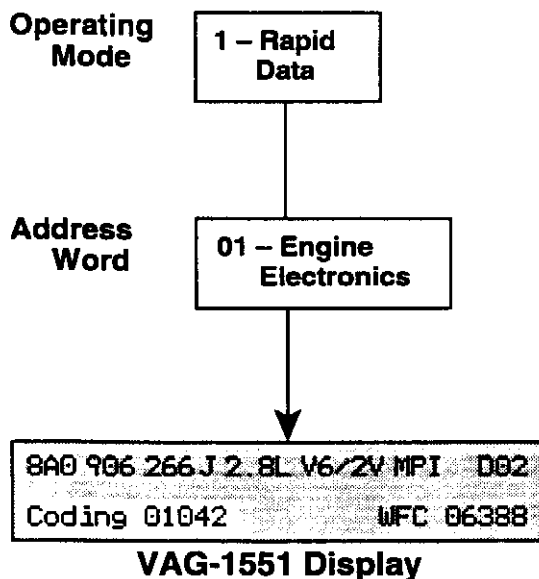 Operating
Mode
1 – Rapid
Data
Address
Word
01 – Engine
Electronics
8A0 906 266 J 2.8L V6/2V MPI D02
Coding 01042 WFC 06388
VAG-1551 Display